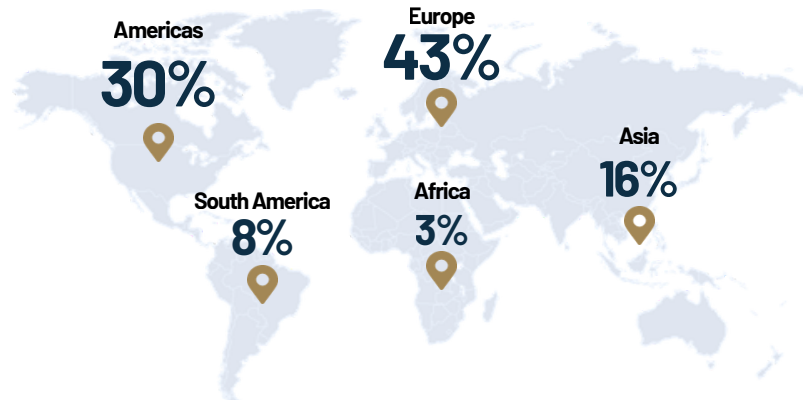 Americas
30%
Europe
43%
Asia
16%
South America
8%
Africa
3%